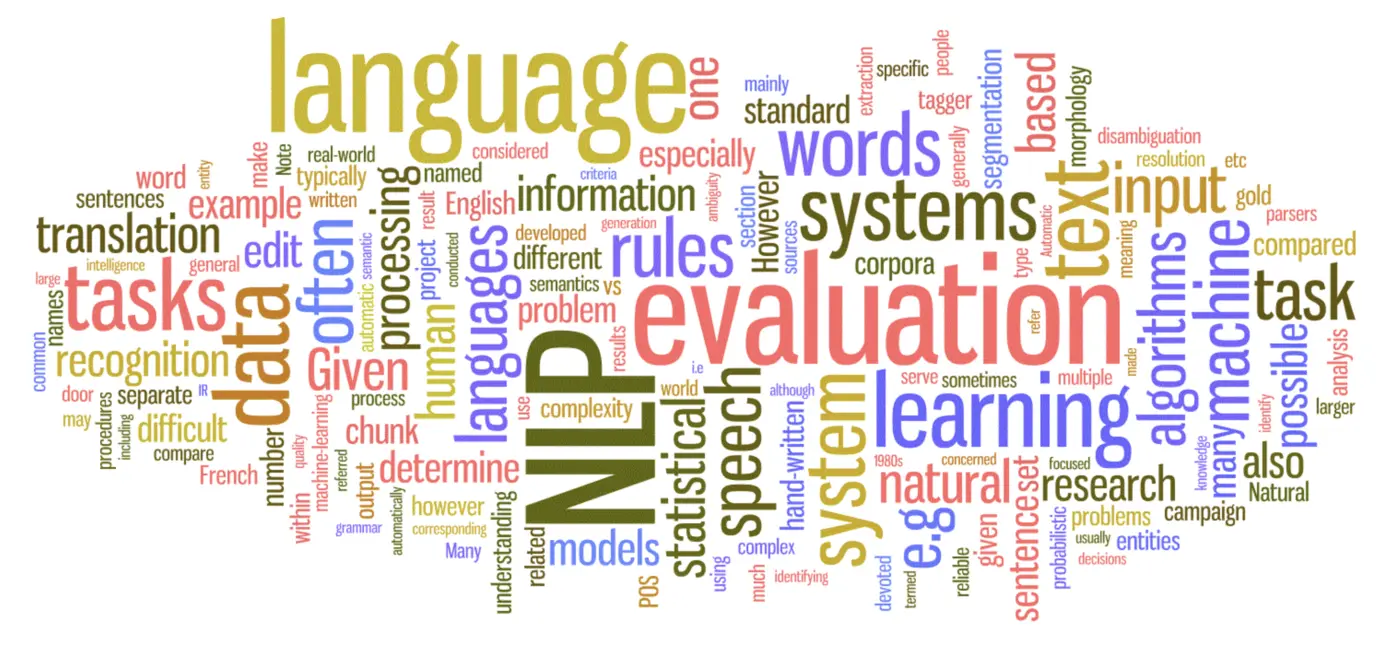 language
one
mainly
standard
extraction
specific
people
tagger
segmentation
based
morphology
words
generally
disambiguation
resolution
etc
word
entity
make
Note
real-world
typically
considered
named
especially
criteria
sentences
example
written
processing
result
English
information
ambiguity
section
However
systems
text
input
gold
parsers
translation
edit
often
semantic
project
conducted
languages
developed
generation
different
rules
sources
corpora
type
Automatic
meaning
algorithms
machine
compared
intelligence
general
large
tasks
data
automatic
human
semantics
vs
problem
evaluation
refer
task
names
common
recognition
Given
process
NLP
results
i.e
world
speech
although
serve
sometimes
multiple
made
many
possible
analysis
door
separate
IR
may
procedures
including
difficult
compare
number
chunk
use
complexity
statistical
hand-written
system
learning
identify
larger
French
within
quality
machine-learning
referred
output
determine
1980s
concerned
natural
set
focused
research
knowledge
also
Natural
grammar
automatically
however
corresponding
Many
understanding
related
models
POS
using
complex
much
identifying
e.g
devoted
termed
reliable
given
sentence
probabilistic
problems
campaign
usually
entities
decisions